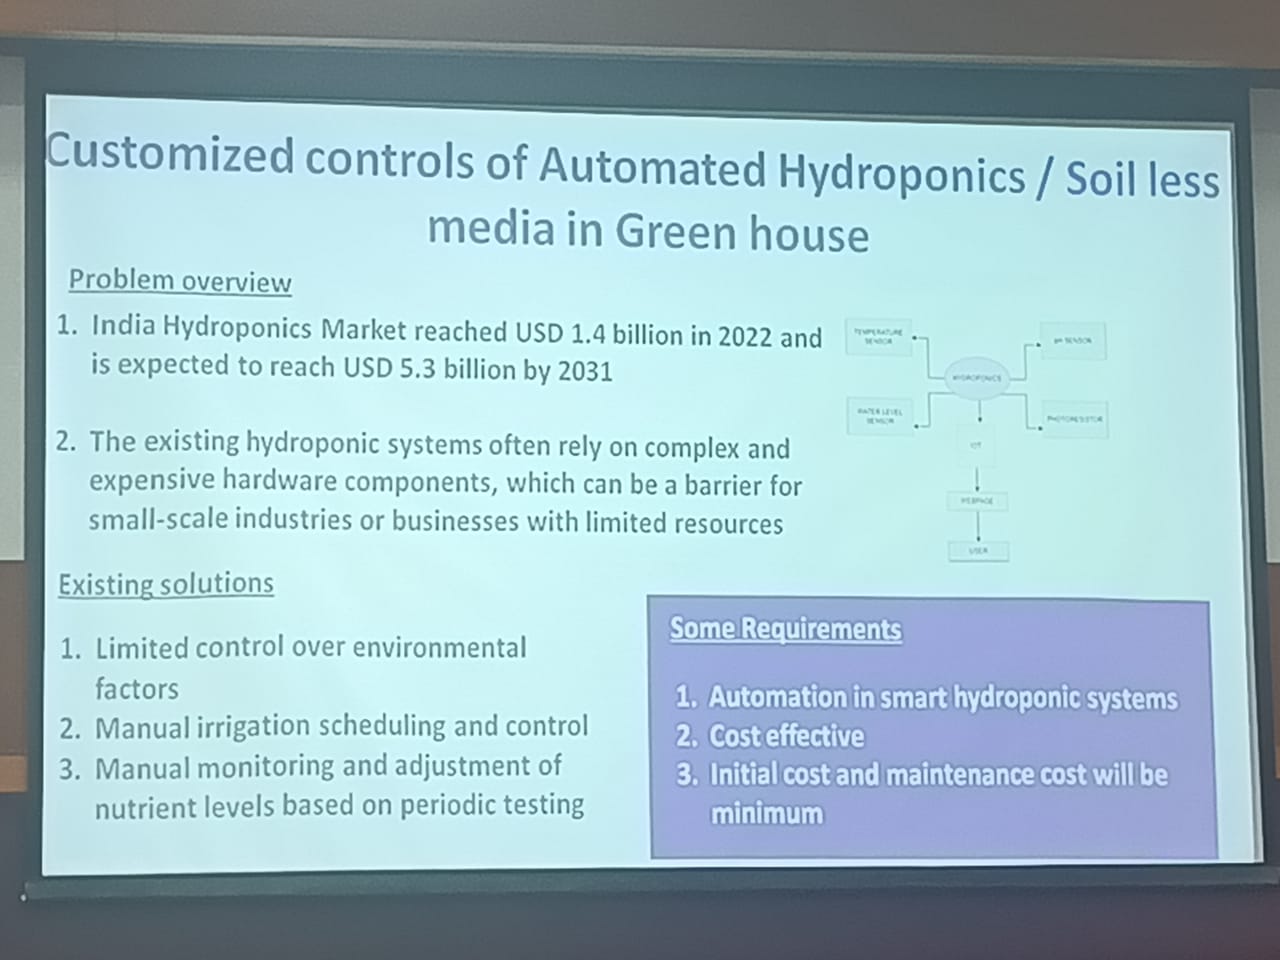 Customized controls of Automated Hydroponics / Soil less
media in Green house
Problem overview
1. India Hydroponics Market reached USD 1.4 billion in 2022 and
is expected to reach USD 5.3 billion by 2031
2. The existing hydroponic systems often rely on complex and
expensive hardware components, which can be a barrier for
small-scale industries or businesses with limited resources
TEMPERATURE
SENSOR
pH SENSOR
HYDROPONICS
WATER LEVEL
SENSOR
PHOTORESISTOR
IOT
WEBPAGE
USER
Existing solutions
1. Limited control over environmental
factors
2. Manual irrigation scheduling and control
3. Manual monitoring and adjustment of
nutrient levels based on periodic testing
Some Requirements
1. Automation in smart hydroponic systems
2. Cost effective
3. Initial cost and maintenance cost will be
minimum